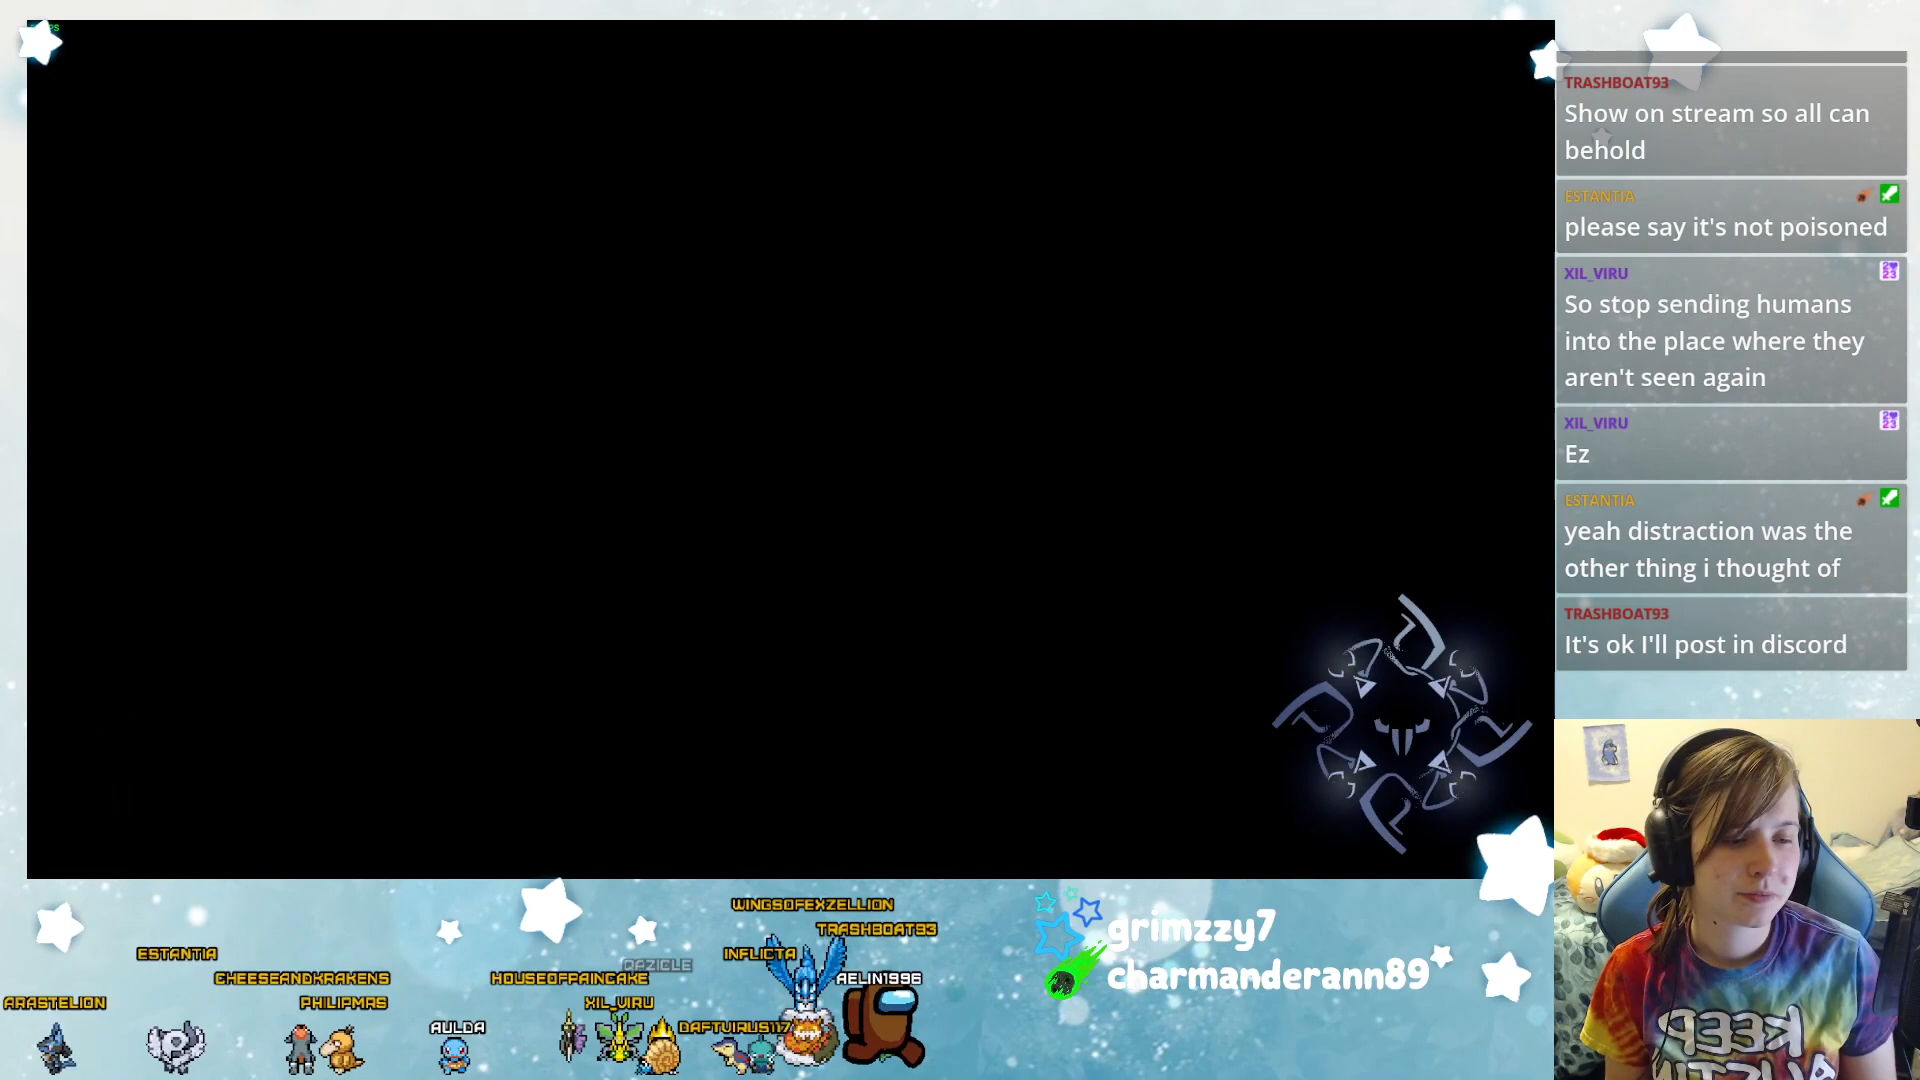 TRASHBOAT93
Show on stream so all can
behold
ESTANTIA
please say it's not poisoned
XIL_VIRU
So stop sending humans
into the place where they
aren't seen again
XIL_VIRU
Ez
ESTANTIA
yeah distraction was the
other thing i thought of
TRASHBOAT93
It's ok I'll post in discord
WINGSOFEXZELLION
TRASHBOAT93
ESTANTIA
INFLICTA
DAZICLE
CHEESEANDKRAKENS
HOUSEOFPAINCAKE
AELIN1996
ARASTELION
PHILIPMAS
XIL_VIRU
AULDA
DAFTVIRUS117
grimzzy7
charmanderann89
KEEP